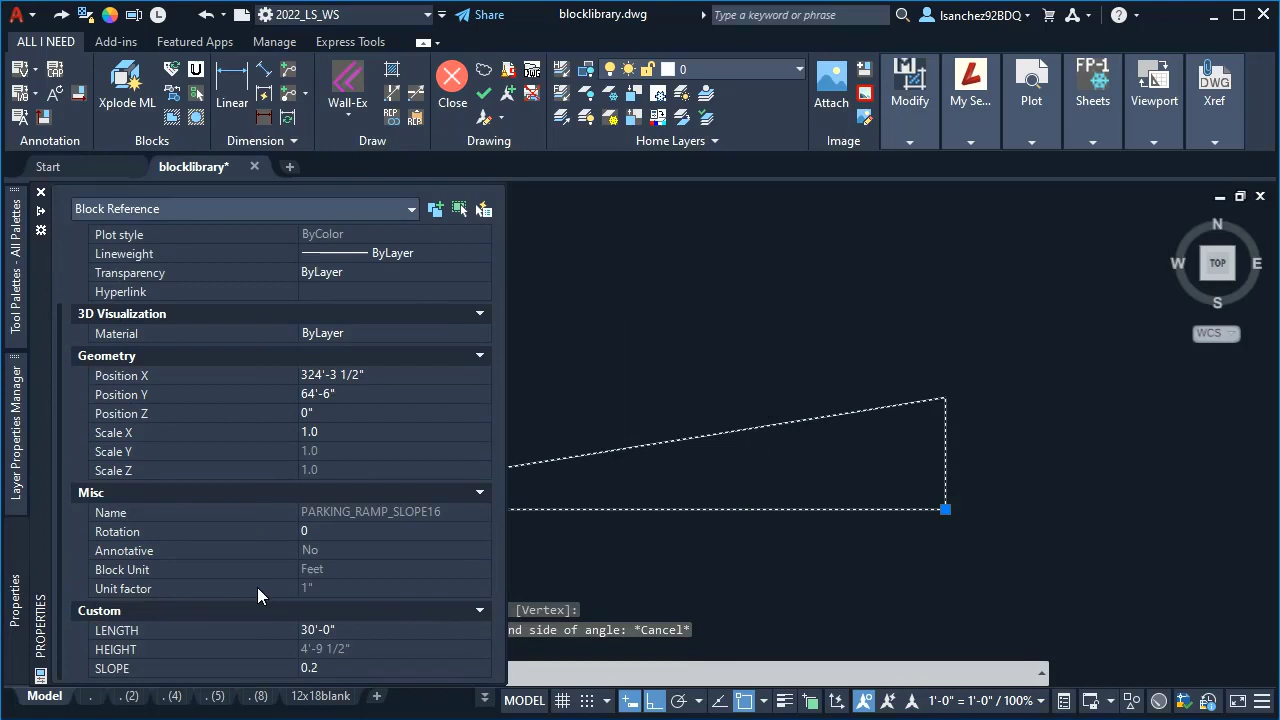 2022_LS_WS
Share
blocklibrary.dwg
Type a keyword or phrase
lsanchez92BDQ
ALL I NEED
Add-ins
Featured Apps
Manage
Express Tools
Xplode ML
Linear
Wall-Ex
Close
0
Attach
Modify
My Se...
Plot
FP-1
Sheets
Viewport
DWG
Xref
Annotation
Blocks
Dimension
Draw
Drawing
Home Layers
Image
Start
blocklibrary*
Tool Palettes - All Palettes
Layer Properties Manager
Properties
PROPERTIES
Block Reference
Plot style ByColor
Lineweight ByLayer
Transparency ByLayer
Hyperlink
3D Visualization
Material ByLayer
Geometry
Position X 324'-3 1/2"
Position Y 64'-6"
Position Z 0"
Scale X 1.0
Scale Y 1.0
Scale Z 1.0
Misc
Name PARKING_RAMP_SLOPE16
Rotation 0
Annotative No
Block Unit Feet
Unit factor 1"
Custom
LENGTH 30'-0"
HEIGHT 4'-9 1/2"
SLOPE 0.2
N
W TOP E
S
WCS
[Vertex]:
nd side of angle: *Cancel*
Model . . (2) . (4) . (5) . (8) 12x18blank
MODEL 1'-0" = 1'-0" / 100%